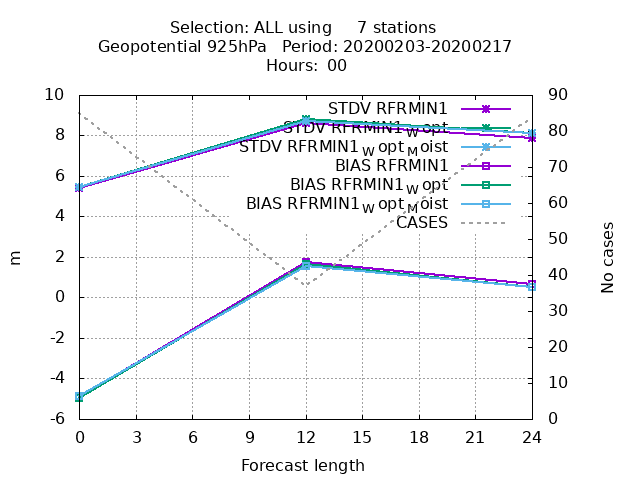 Selection: ALL using     7 stations
Geopotential 925hPa   Period: 20200203-20200217
Hours:  00
10
8
6
4
2
0
-2
-4
-6
m
STDV RFRMIN1
STDV RFRMIN1_W opt
STDV RFRMIN1_W opt_M oist
BIAS RFRMIN1
BIAS RFRMIN1_W opt
BIAS RFRMIN1_W opt_M oist
CASES
90
80
70
60
50
40
30
20
10
0
No cases
0 3 6 9 12 15 18 21 24
Forecast length